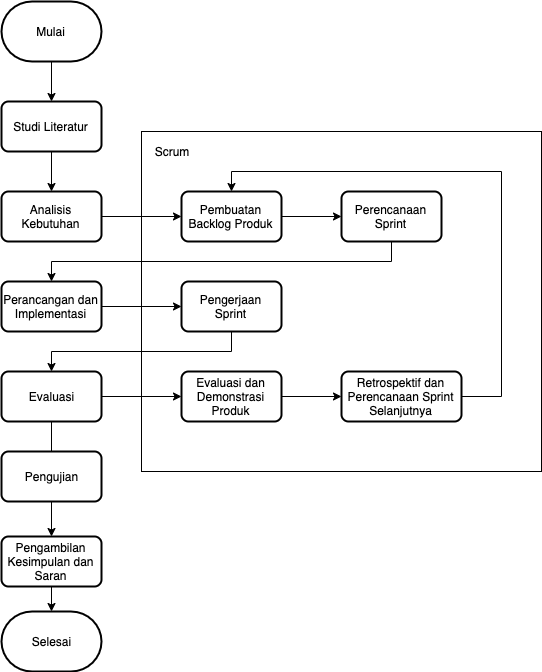 Mulai
Studi Literatur
Scrum
Analisis
Kebutuhan
Pembuatan
Backlog Produk
Perencanaan
Sprint
Perancangan dan
Implementasi
Pengerjaan
Sprint
Evaluasi
Evaluasi dan
Demonstrasi
Produk
Retrospektif dan
Perencanaan Sprint
Selanjutnya
Pengujian
Pengambilan
Kesimpulan dan
Saran
Selesai